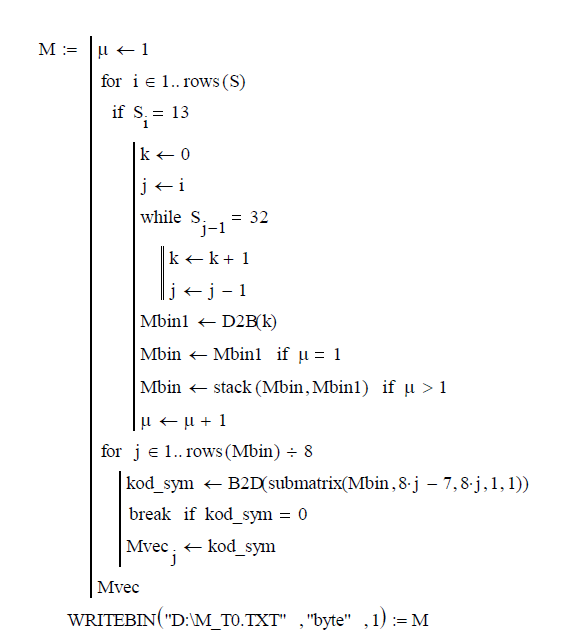 M := μ ← 1
for i ∈ 1.. rows(S)
if S_i = 13
k ← 0
j ← i
while S_j−1 = 32
k ← k + 1
j ← j − 1
Mbin1 ← D2B(k)
Mbin ← Mbin1 if μ = 1
Mbin ← stack(Mbin, Mbin1) if μ > 1
μ ← μ + 1
for j ∈ 1.. rows(Mbin) ÷ 8
kod_sym ← B2D(submatrix(Mbin, 8·j − 7, 8·j, 1, 1))
break if kod_sym = 0
Mvec_j ← kod_sym
Mvec
WRITEBIN("D:\M_T0.TXT" , "byte" , 1) := M